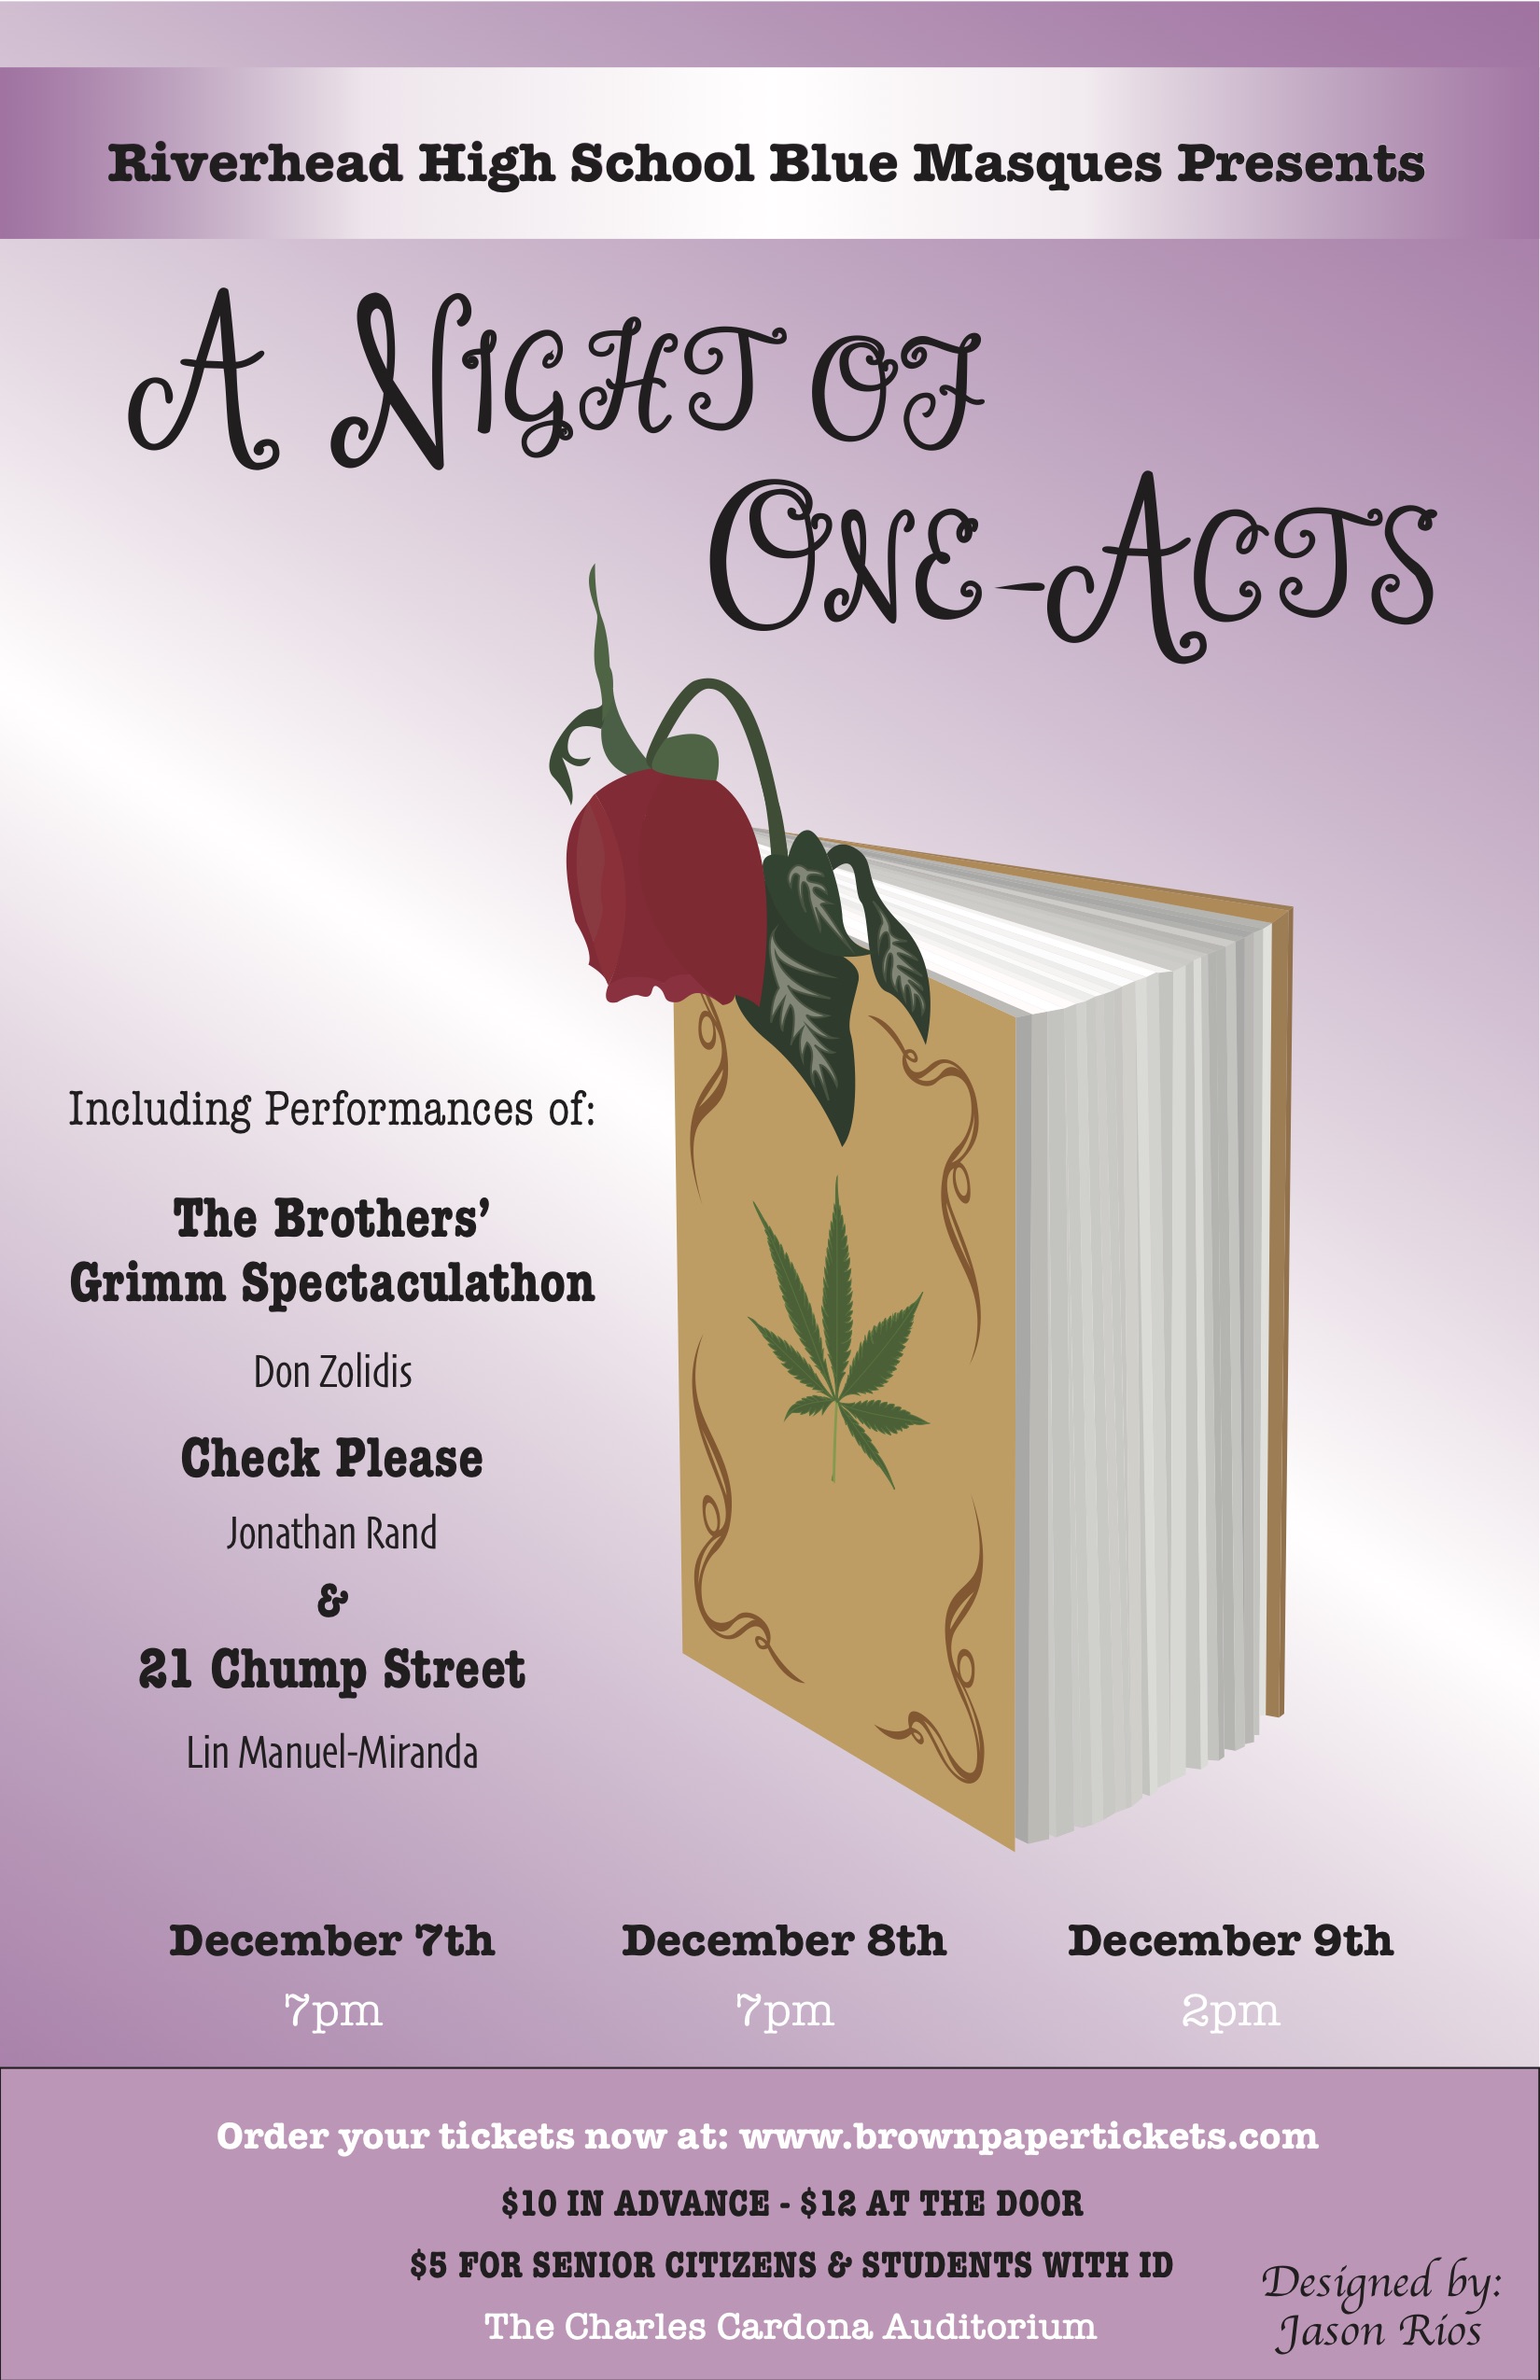 Riverhead High School Blue Masques Presents
A Night of
One-Acts
Including Performances of:
The Brothers’
Grimm Spectaculathon
Don Zolidis
Check Please
Jonathan Rand
&
21 Chump Street
Lin Manuel-Miranda
December 7th December 8th December 9th
7pm 7pm 2pm
Order your tickets now at: www.brownpapertickets.com
$10 IN ADVANCE - $12 AT THE DOOR
$5 FOR SENIOR CITIZENS & STUDENTS WITH ID
The Charles Cardona Auditorium
Designed by:
Jason Rios